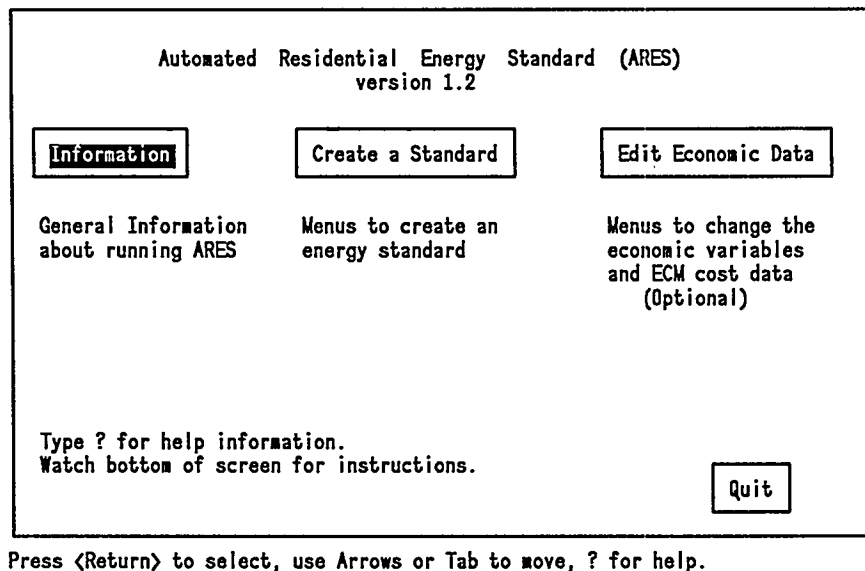 Automated Residential Energy Standard (ARES)
version 1.2
Information
Create a Standard
Edit Economic Data
General Information
about running ARES
Menus to create an
energy standard
Menus to change the
economic variables
and ECM cost data
(Optional)
Type ? for help information.
Watch bottom of screen for instructions.
Quit
Press <Return> to select, use Arrows or Tab to move, ? for help.